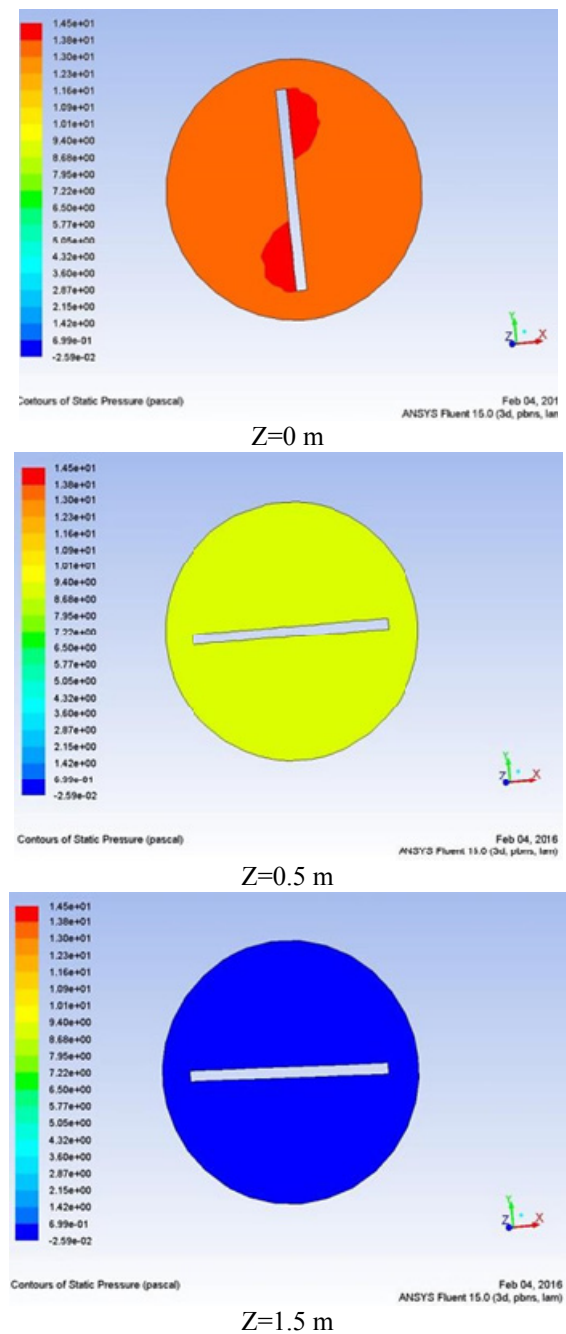 1.45e+01
1.38e+01
1.30e+01
1.23e+01
1.16e+01
1.09e+01
1.01e+01
9.40e+00
8.68e+00
7.95e+00
7.22e+00
6.50e+00
5.77e+00
5.05e+00
4.32e+00
3.60e+00
2.87e+00
2.15e+00
1.42e+00
6.99e-01
-2.59e-02
Y
Z X
Contours of Static Pressure (pascal) Feb 04, 201
ANSYS Fluent 15.0 (3d, pbns, lan
Z=0 m
1.45e+01
1.38e+01
1.30e+01
1.23e+01
1.16e+01
1.09e+01
1.01e+01
9.40e+00
8.68e+00
7.95e+00
7.22e+00
6.50e+00
5.77e+00
5.05e+00
4.32e+00
3.60e+00
2.87e+00
2.15e+00
1.42e+00
6.99e-01
-2.59e-02
Y
Z X
Contours of Static Pressure (pascal) Feb 04, 2016
ANSYS Fluent 15.0 (3d, pbns, lam)
Z=0.5 m
1.45e+01
1.38e+01
1.30e+01
1.23e+01
1.16e+01
1.09e+01
1.01e+01
9.40e+00
8.68e+00
7.95e+00
7.22e+00
6.50e+00
5.77e+00
5.05e+00
4.32e+00
3.60e+00
2.87e+00
2.15e+00
1.42e+00
6.99e-01
-2.59e-02
Y
Z X
Contours of Static Pressure (pascal) Feb 04, 2016
ANSYS Fluent 15.0 (3d, pbns, lam)
Z=1.5 m